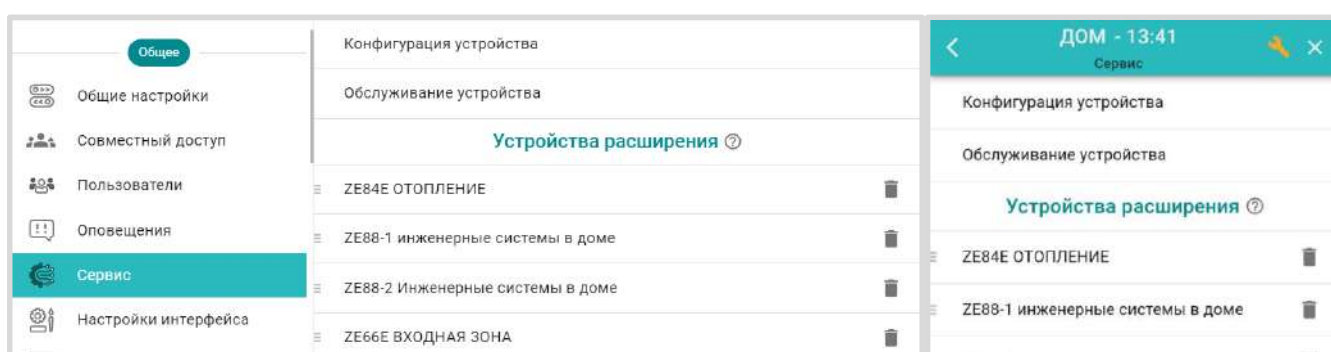 Общее
Общие настройки
Совместный доступ
Пользователи
Оповещения
Сервис
Настройки интерфейса
Конфигурация устройства
Обслуживание устройства
Устройства расширения ?
ZE84E ОТОПЛЕНИЕ
ZE88-1 инженерные системы в доме
ZE88-2 Инженерные системы в доме
ZE66E ВХОДНАЯ ЗОНА
ДОМ - 13:41
Сервис
Конфигурация устройства
Обслуживание устройства
Устройства расширения ?
ZE84E ОТОПЛЕНИЕ
ZE88-1 инженерные системы в доме